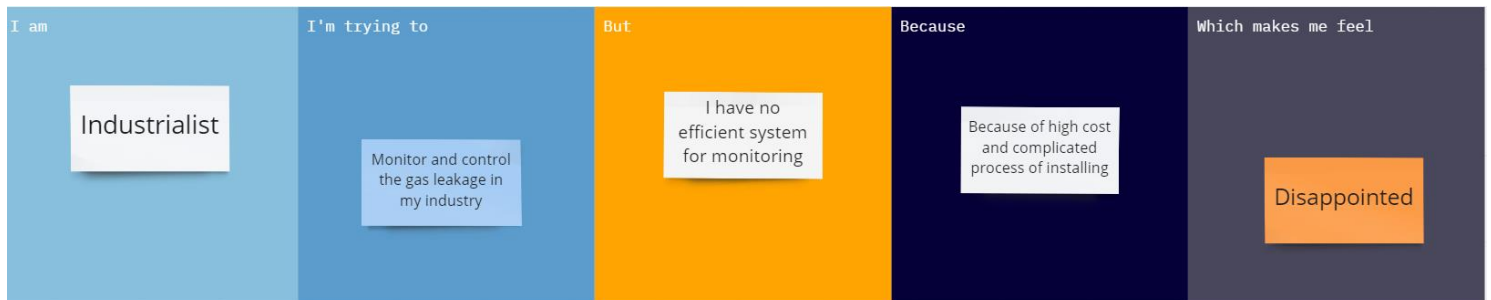 I am
Industrialist
I'm trying to
Monitor and control
the gas leakage in
my industry
But
I have no
efficient system
for monitoring
Because
Because of high cost
and complicated
process of installing
Which makes me feel
Disappointed